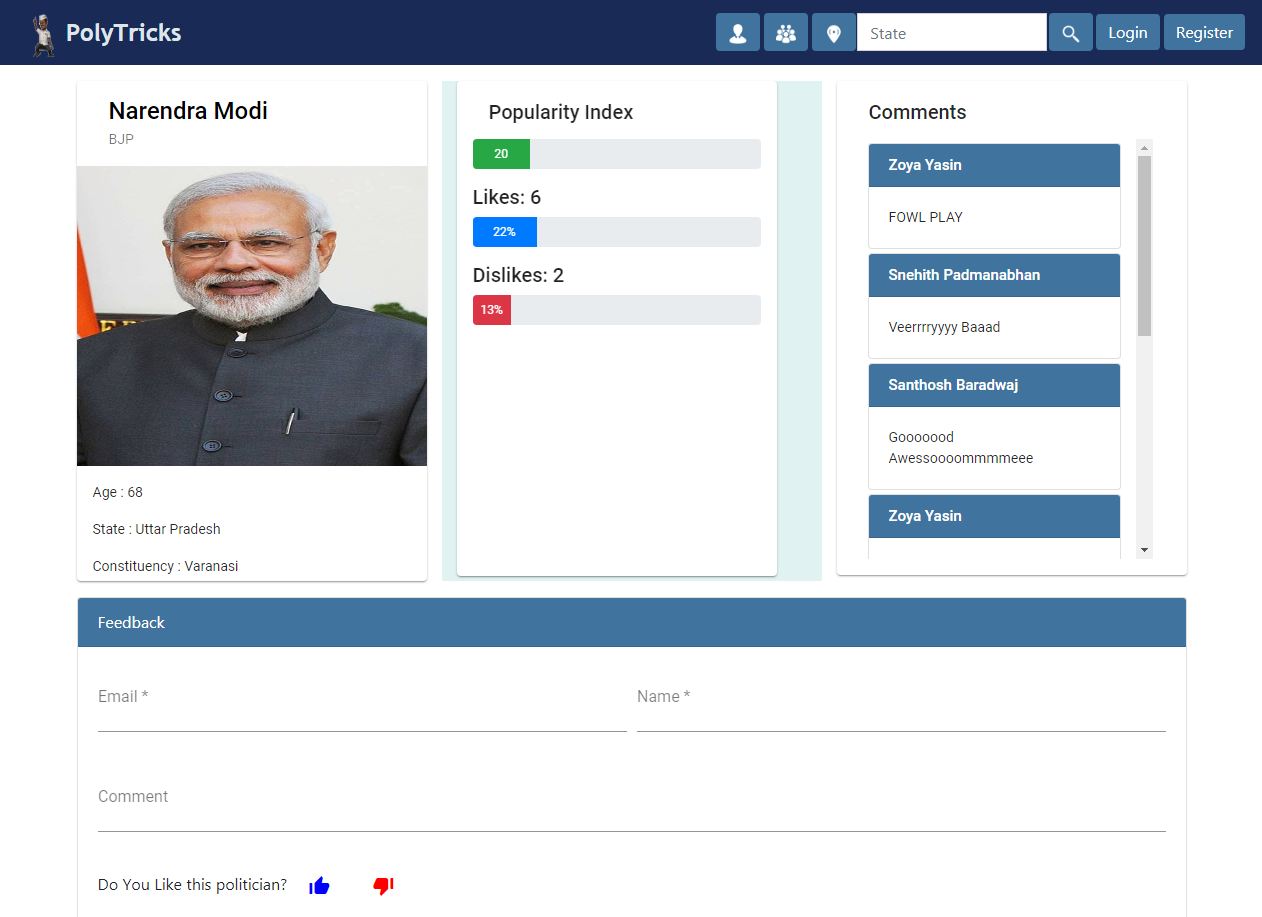 PolyTricks
State
Login
Register
Narendra Modi
BJP
Age : 68
State : Uttar Pradesh
Constituency : Varanasi
Popularity Index
20
Likes: 6
22%
Dislikes: 2
13%
Comments
Zoya Yasin
FOWL PLAY
Snehith Padmanabhan
Veerrrryyyy Baaad
Santhosh Baradwaj
Gooooood
Awessoooommmmeee
Zoya Yasin
Feedback
Email *
Name *
Comment
Do You Like this politician?